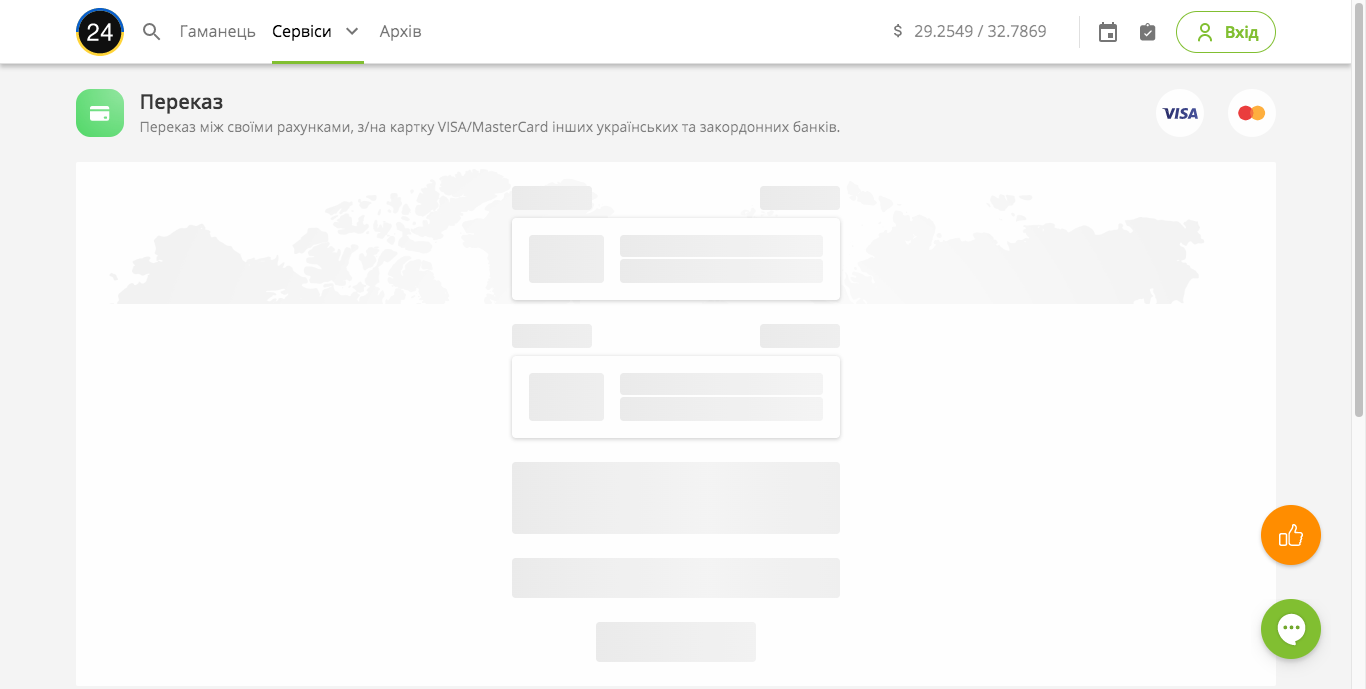 24
Гаманець
Сервіси
Архів
$ 29.2549 / 32.7869
Вхід
Переказ
Переказ між своїми рахунками, з/на картку VISA/MasterCard інших українських та закордонних банків.
VISA